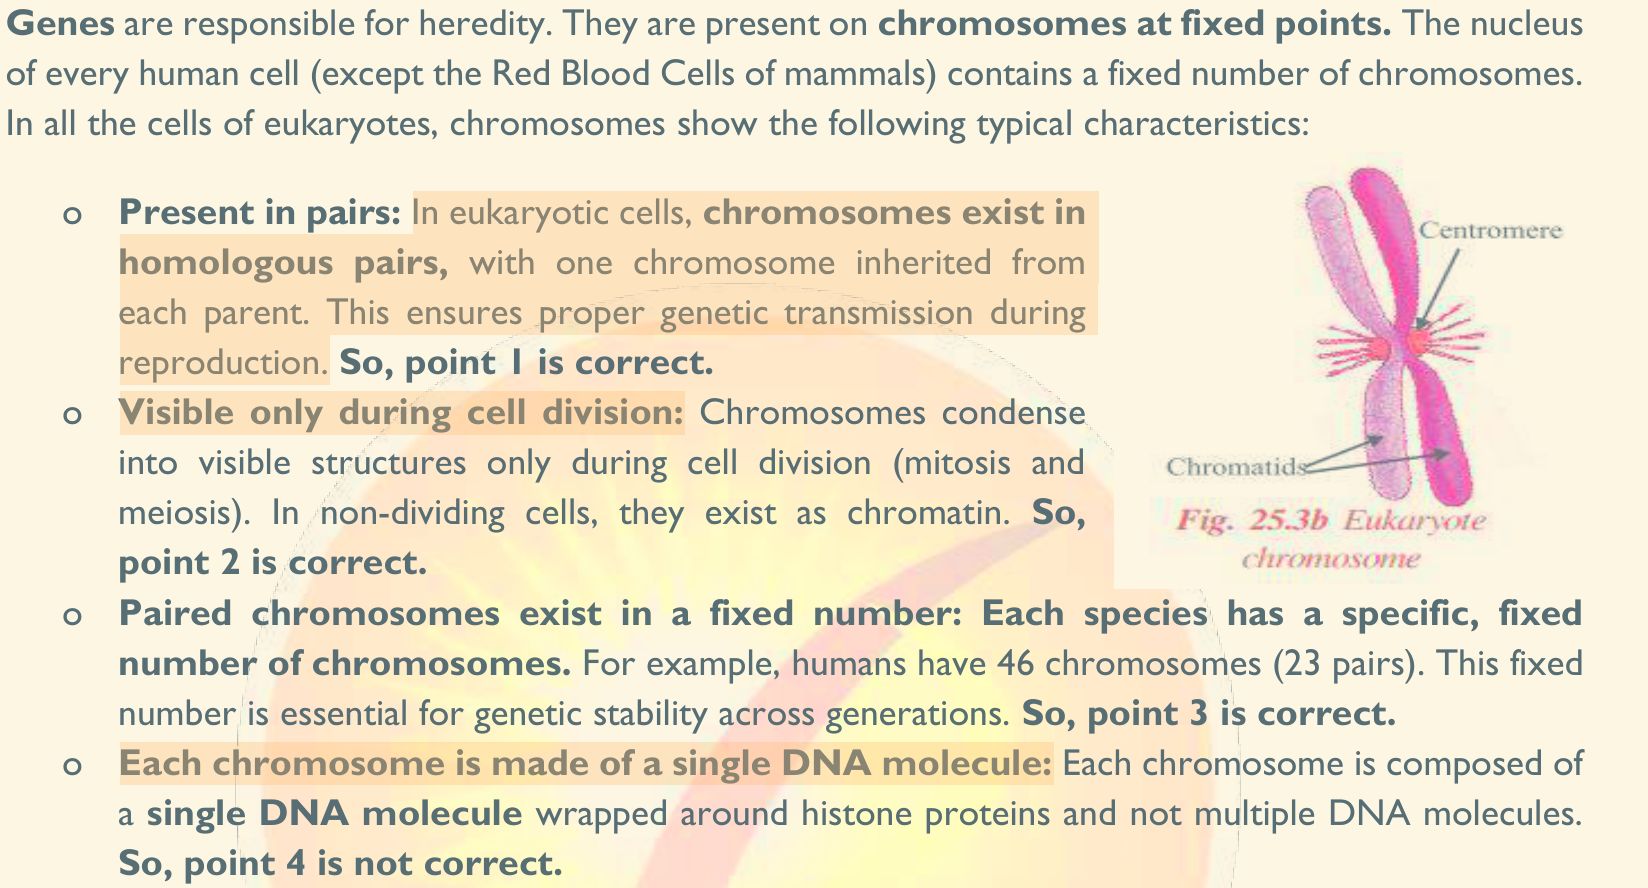 Genes are responsible for heredity. They are present on chromosomes at fixed points. The nucleus
of every human cell (except the Red Blood Cells of mammals) contains a fixed number of chromosomes.
In all the cells of eukaryotes, chromosomes show the following typical characteristics:
o Present in pairs: In eukaryotic cells, chromosomes exist in
homologous pairs, with one chromosome inherited from
each parent. This ensures proper genetic transmission during
reproduction. So, point 1 is correct.
o Visible only during cell division: Chromosomes condense
into visible structures only during cell division (mitosis and
meiosis). In non-dividing cells, they exist as chromatin. So,
point 2 is correct.
Centromere
Chromatids
Fig. 25.3b Eukaryote
chromosome
o Paired chromosomes exist in a fixed number: Each species has a specific, fixed
number of chromosomes. For example, humans have 46 chromosomes (23 pairs). This fixed
number is essential for genetic stability across generations. So, point 3 is correct.
o Each chromosome is made of a single DNA molecule: Each chromosome is composed of
a single DNA molecule wrapped around histone proteins and not multiple DNA molecules.
So, point 4 is not correct.